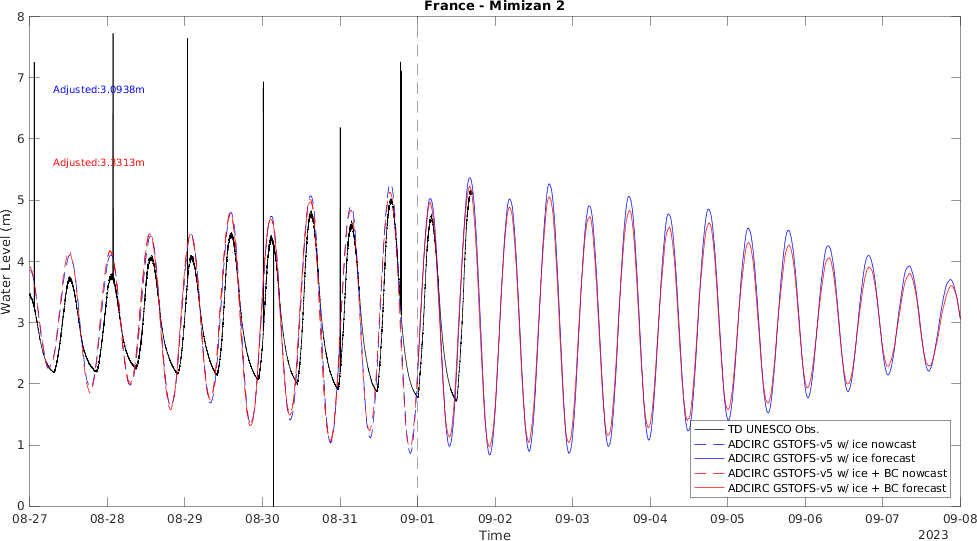 France - Mimizan 2
8
7
6
5
4
3
2
1
0
Water Level (m)
Adjusted:3.0938m
Adjusted:3.3313m
TD UNESCO Obs.
ADCIRC GSTOFS-v5 w/ ice nowcast
ADCIRC GSTOFS-v5 w/ ice forecast
ADCIRC GSTOFS-v5 w/ ice + BC nowcast
ADCIRC GSTOFS-v5 w/ ice + BC forecast
08-27 08-28 08-29 08-30 08-31 09-01 09-02 09-03 09-04 09-05 09-06 09-07 09-08
Time
2023